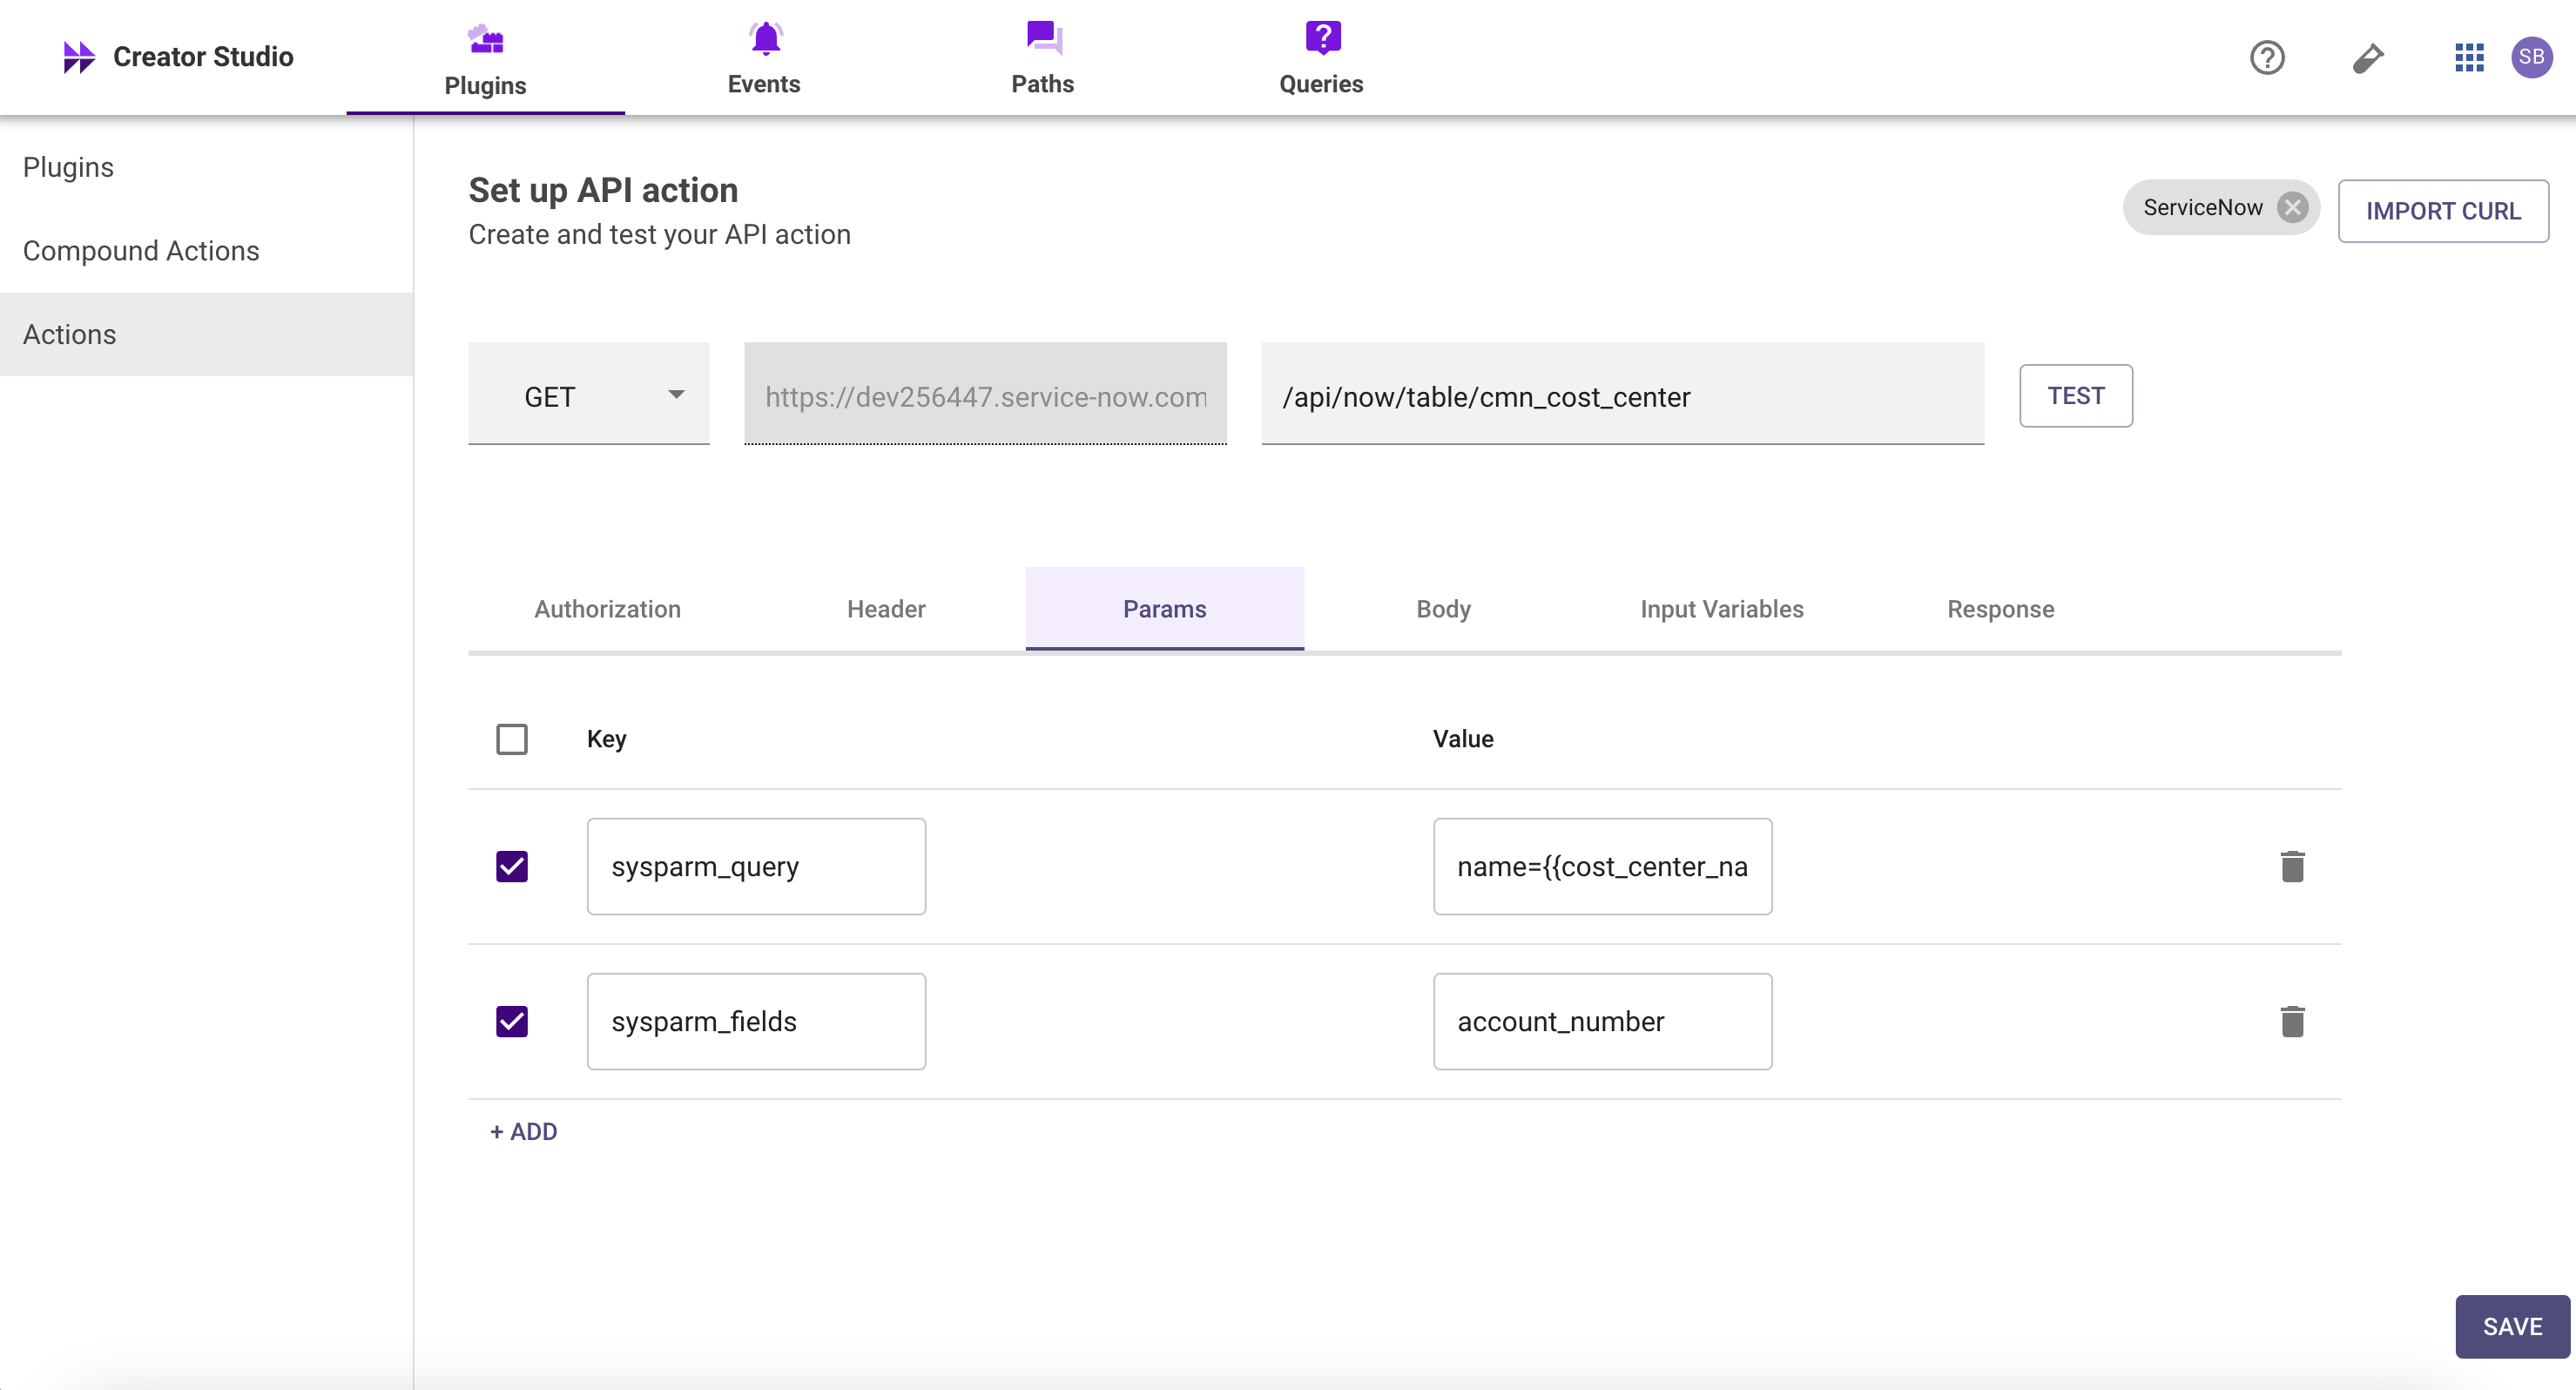 Creator Studio
Plugins
Events
Paths
Queries
SB
Plugins
Compound Actions
Actions
Set up API action
Create and test your API action
ServiceNow
IMPORT CURL
GET
https://dev256447.service-now.com
/api/now/table/cmn_cost_center
TEST
Authorization
Header
Params
Body
Input Variables
Response
Key
Value
sysparm_query
name={{cost_center_na
sysparm_fields
account_number
+ ADD
SAVE